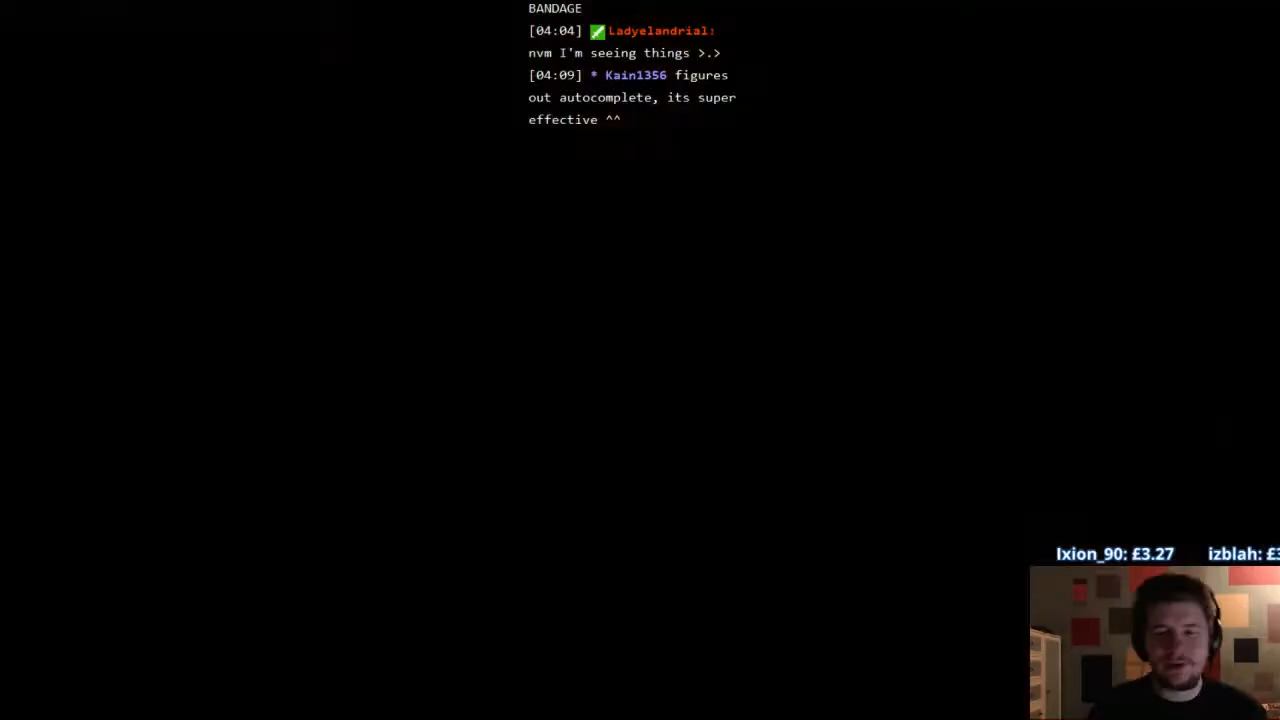 BANDAGE
[04:04] Ladyelandrial:
nvm I'm seeing things >.>
[04:09] * Kain1356 figures
out autocomplete, its super
effective ^^
Ixion_90: £3.27 izblah: £3